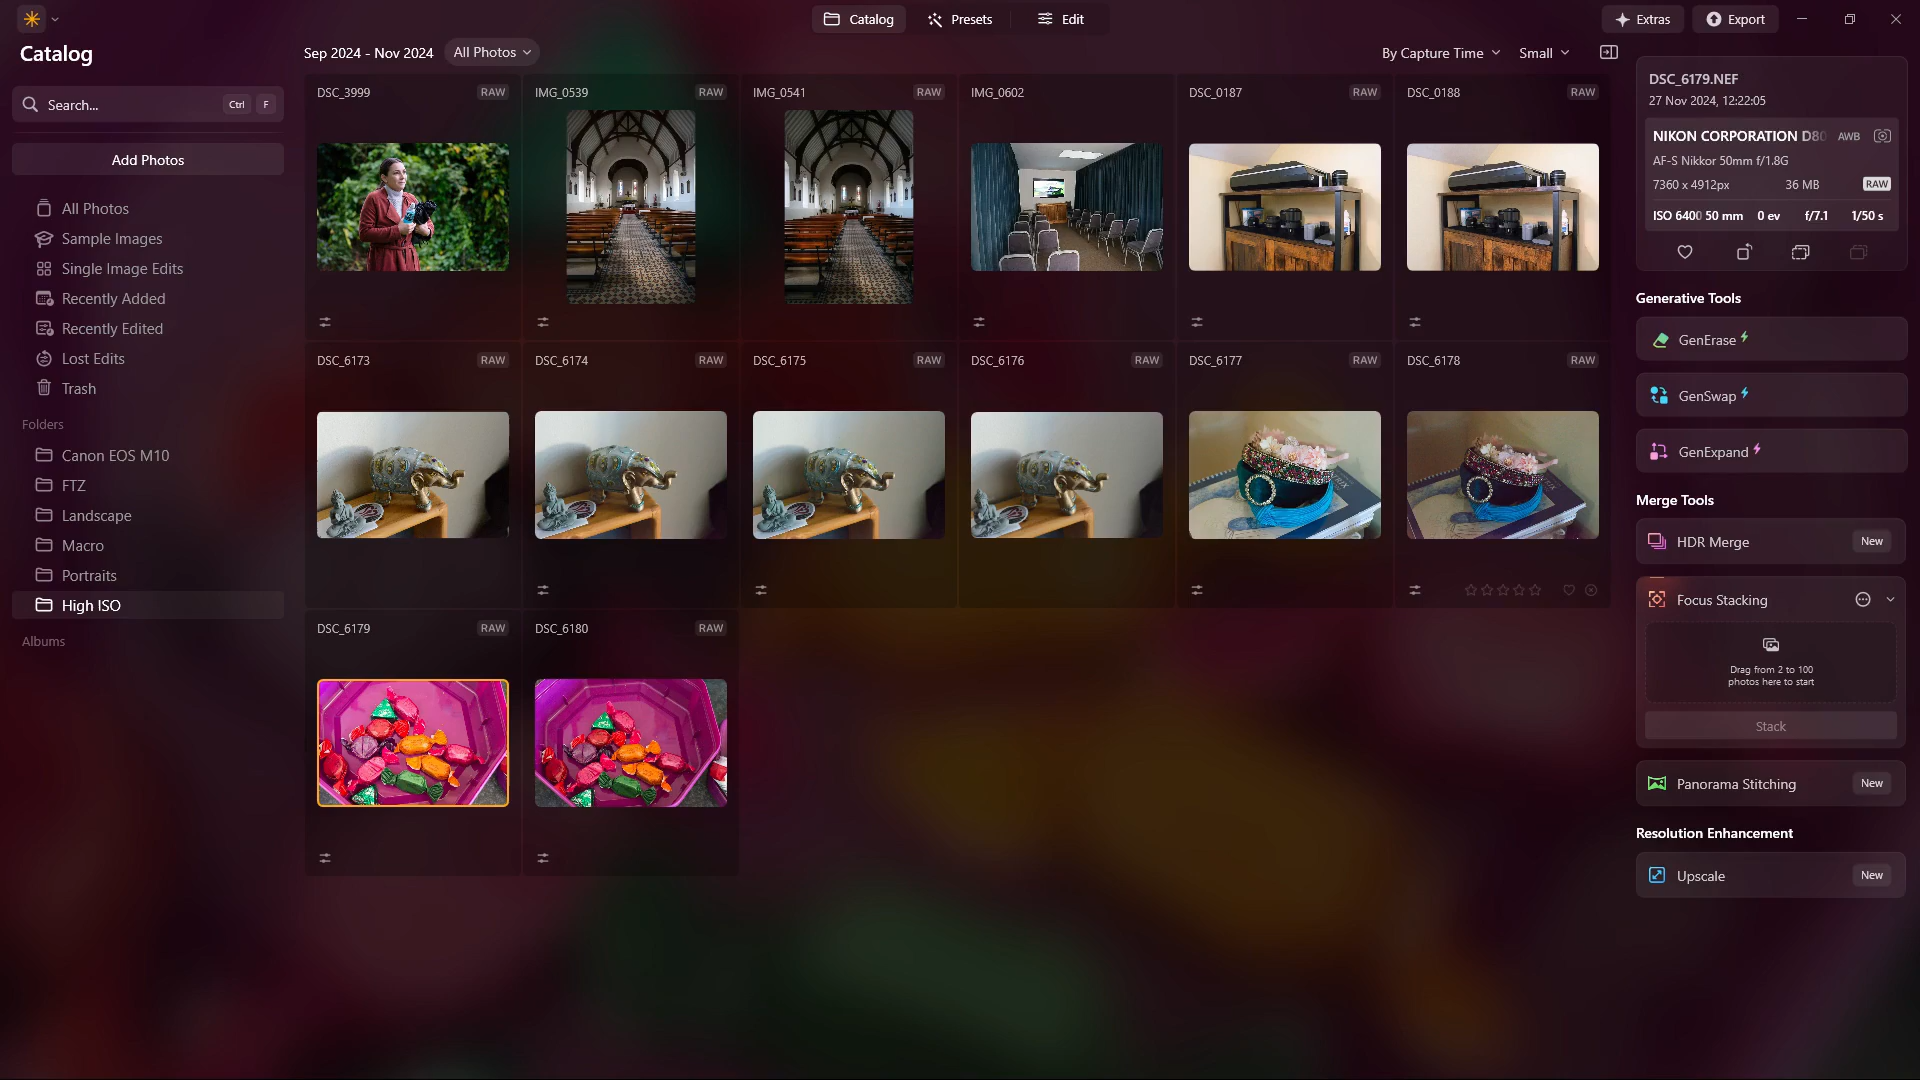 Catalog
Presets
Edit
Extras
Export
Catalog
Sep 2024 - Nov 2024
All Photos
By Capture Time
Small
Search...
Ctrl
F
Add Photos
All Photos
Sample Images
Single Image Edits
Recently Added
Recently Edited
Lost Edits
Trash
Folders
Canon EOS M10
FTZ
Landscape
Macro
Portraits
High ISO
Albums
DSC_3999 RAW
IMG_0539 RAW
IMG_0541 RAW
IMG_0602
DSC_0187 RAW
DSC_0188 RAW
DSC_6173 RAW
DSC_6174 RAW
DSC_6175 RAW
DSC_6176 RAW
DSC_6177 RAW
DSC_6178 RAW
DSC_6179 RAW
DSC_6180 RAW
DSC_6179.NEF
27 Nov 2024, 12:22:05
NIKON CORPORATION D80 AWB
AF-S Nikkor 50mm f/1.8G
7360 x 4912px 36 MB RAW
ISO 6400 50 mm 0 ev f/7.1 1/50 s
Generative Tools
GenErase
GenSwap
GenExpand
Merge Tools
HDR Merge New
Focus Stacking
Drag from 2 to 100
photos here to start
Stack
Panorama Stitching New
Resolution Enhancement
Upscale New